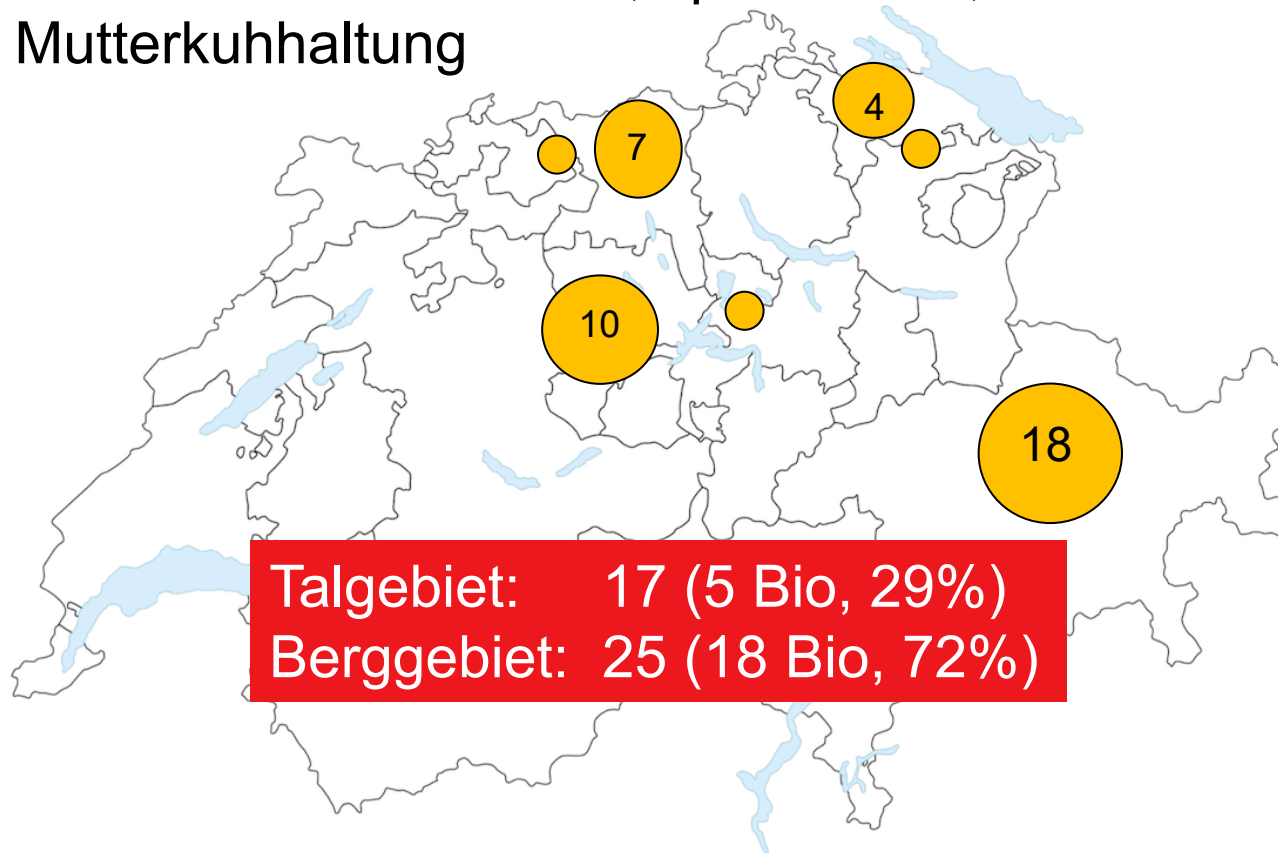 Mutterkuhhaltung
4
7
10
18
Talgebiet: 17 (5 Bio, 29%)
Berggebiet: 25 (18 Bio, 72%)